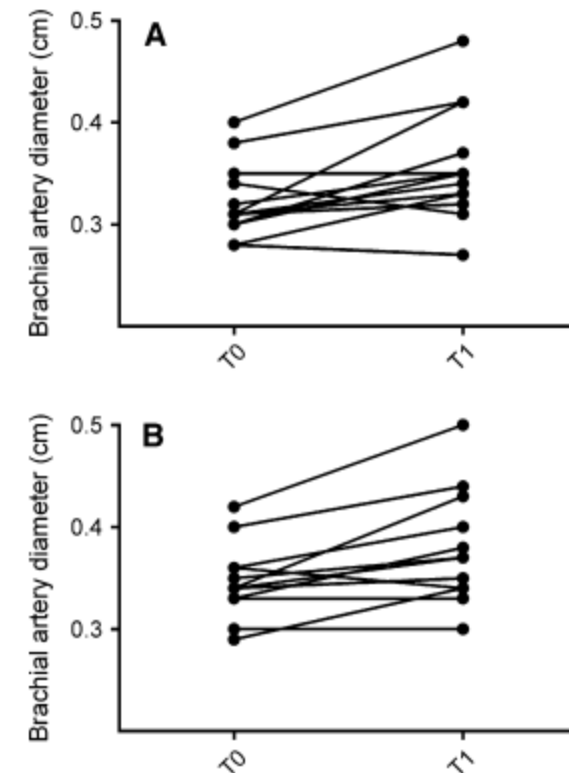 A
Brachial artery diameter (cm)
0.5
0.4
0.3
T0
T1
B
Brachial artery diameter (cm)
0.5
0.4
0.3
T0
T1